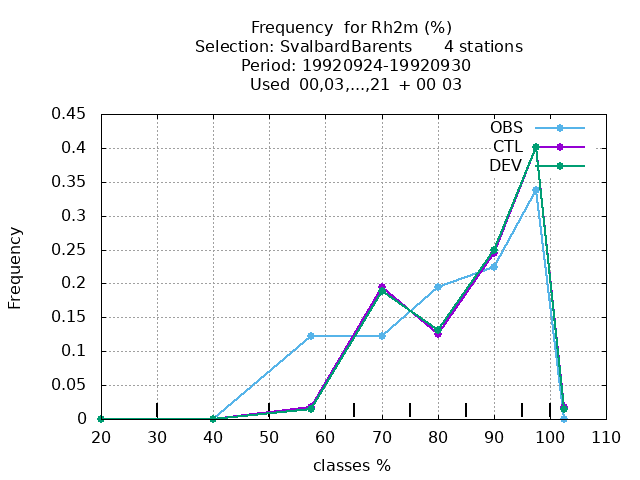 Frequency  for Rh2m (%)
Selection: SvalbardBarents      4 stations
Period: 19920924-19920930
Used  00,03,...,21  + 00 03
OBS
CTL
DEV
Frequency
0.45
0.4
0.35
0.3
0.25
0.2
0.15
0.1
0.05
0
20 30 40 50 60 70 80 90 100 110
classes %